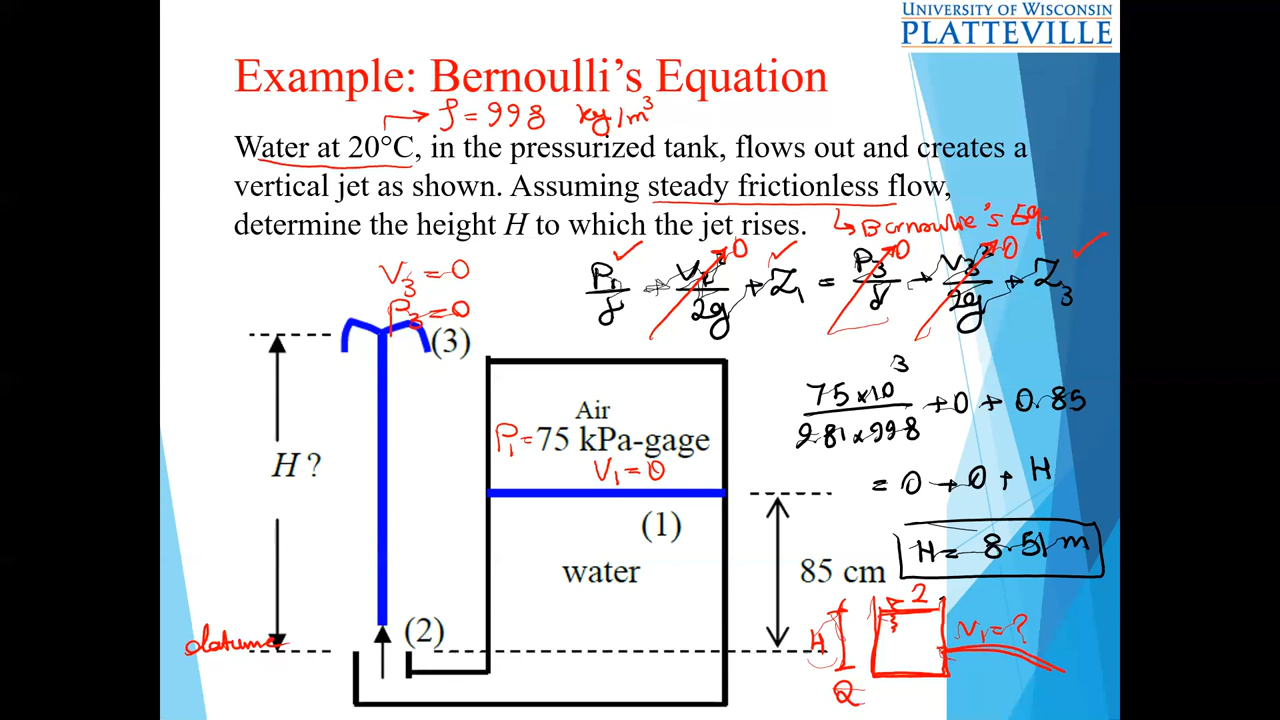 UNIVERSITY OF WISCONSIN
PLATTEVILLE
Example: Bernoulli’s Equation
ρ = 998 kg/m³
Water at 20°C, in the pressurized tank, flows out and creates a
vertical jet as shown. Assuming steady frictionless flow,
determine the height H to which the jet rises.
↳ Bernoulli's Eq
V₃ = 0
P₃ = 0
P₁/γ + V₁²/2g + Z₁ = P₃/γ + V₃²/2g + Z₃
0 0 0
(3)
75×10³/9.81×998 + 0 + 0.85
= 0 + 0 + H
H = 8.51 m
Air
P₁ = 75 kPa-gage
V₁ = 0
H ?
(1)
water
85 cm
(2)
datum
2
H
V₁ = ?